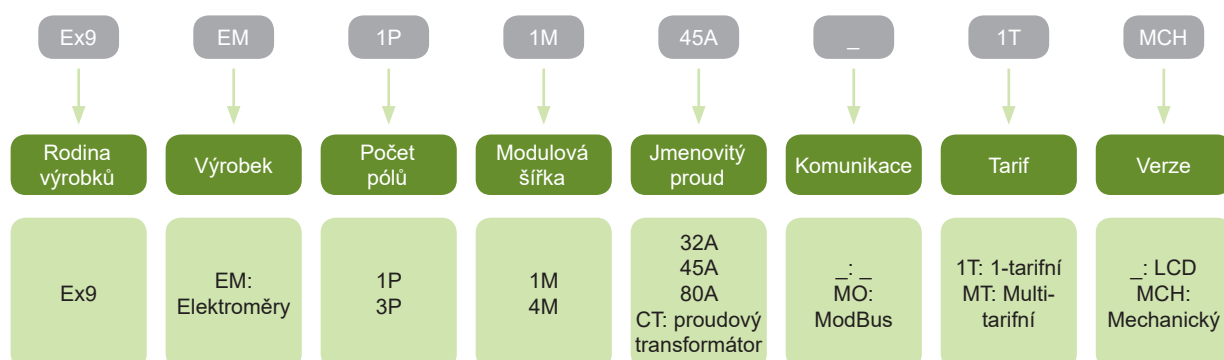 Ex9
EM
1P
1M
45A
_
1T
MCH
Rodina
výrobků
Výrobek
Počet
pólů
Modulová
šířka
Jmenovitý
proud
Komunikace
Tarif
Verze
Ex9
EM:
Elektroměry
1P
3P
1M
4M
32A
45A
80A
CT: proudový
transformátor
_: _
MO:
ModBus
1T: 1-tarifní
MT: Multi-
tarifní
_: LCD
MCH:
Mechanický